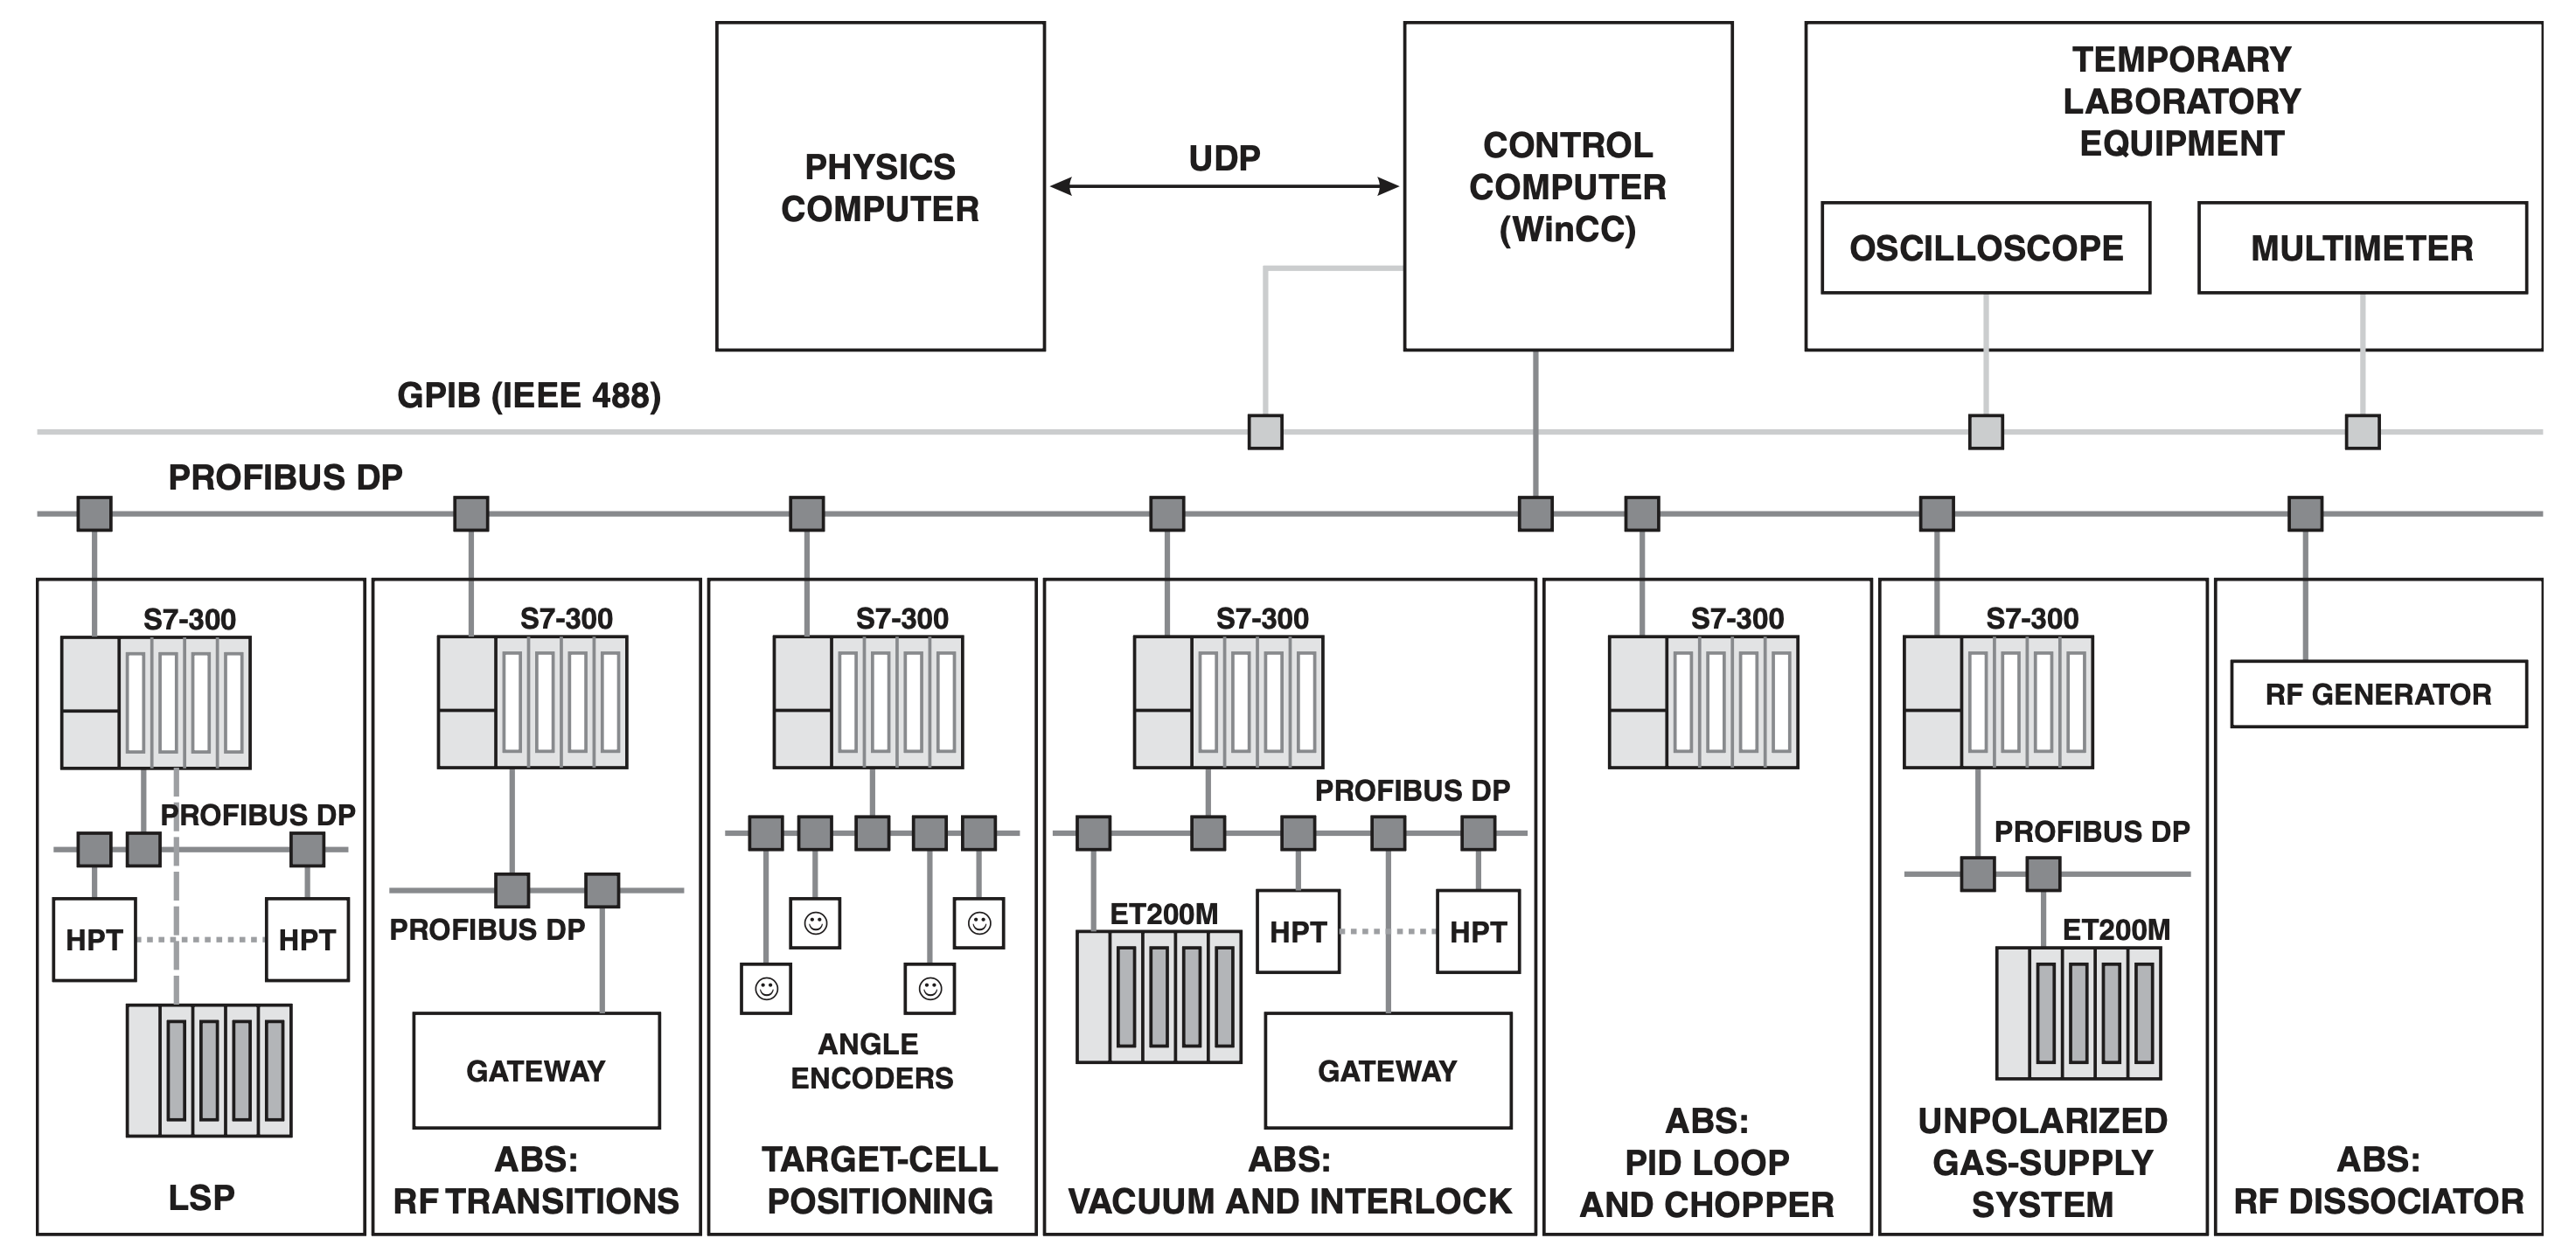 PHYSICS
COMPUTER
UDP
CONTROL
COMPUTER
(WinCC)
TEMPORARY
LABORATORY
EQUIPMENT
OSCILLOSCOPE
MULTIMETER
GPIB (IEEE 488)
PROFIBUS DP
S7-300
PROFIBUS DP
HPT
HPT
LSP
S7-300
PROFIBUS DP
GATEWAY
ABS:
RF TRANSITIONS
S7-300
ANGLE
ENCODERS
TARGET-CELL
POSITIONING
S7-300
PROFIBUS DP
ET200M
HPT
HPT
GATEWAY
ABS:
VACUUM AND INTERLOCK
S7-300
ABS:
PID LOOP
AND CHOPPER
S7-300
PROFIBUS DP
ET200M
UNPOLARIZED
GAS-SUPPLY
SYSTEM
RF GENERATOR
ABS:
RF DISSOCIATOR